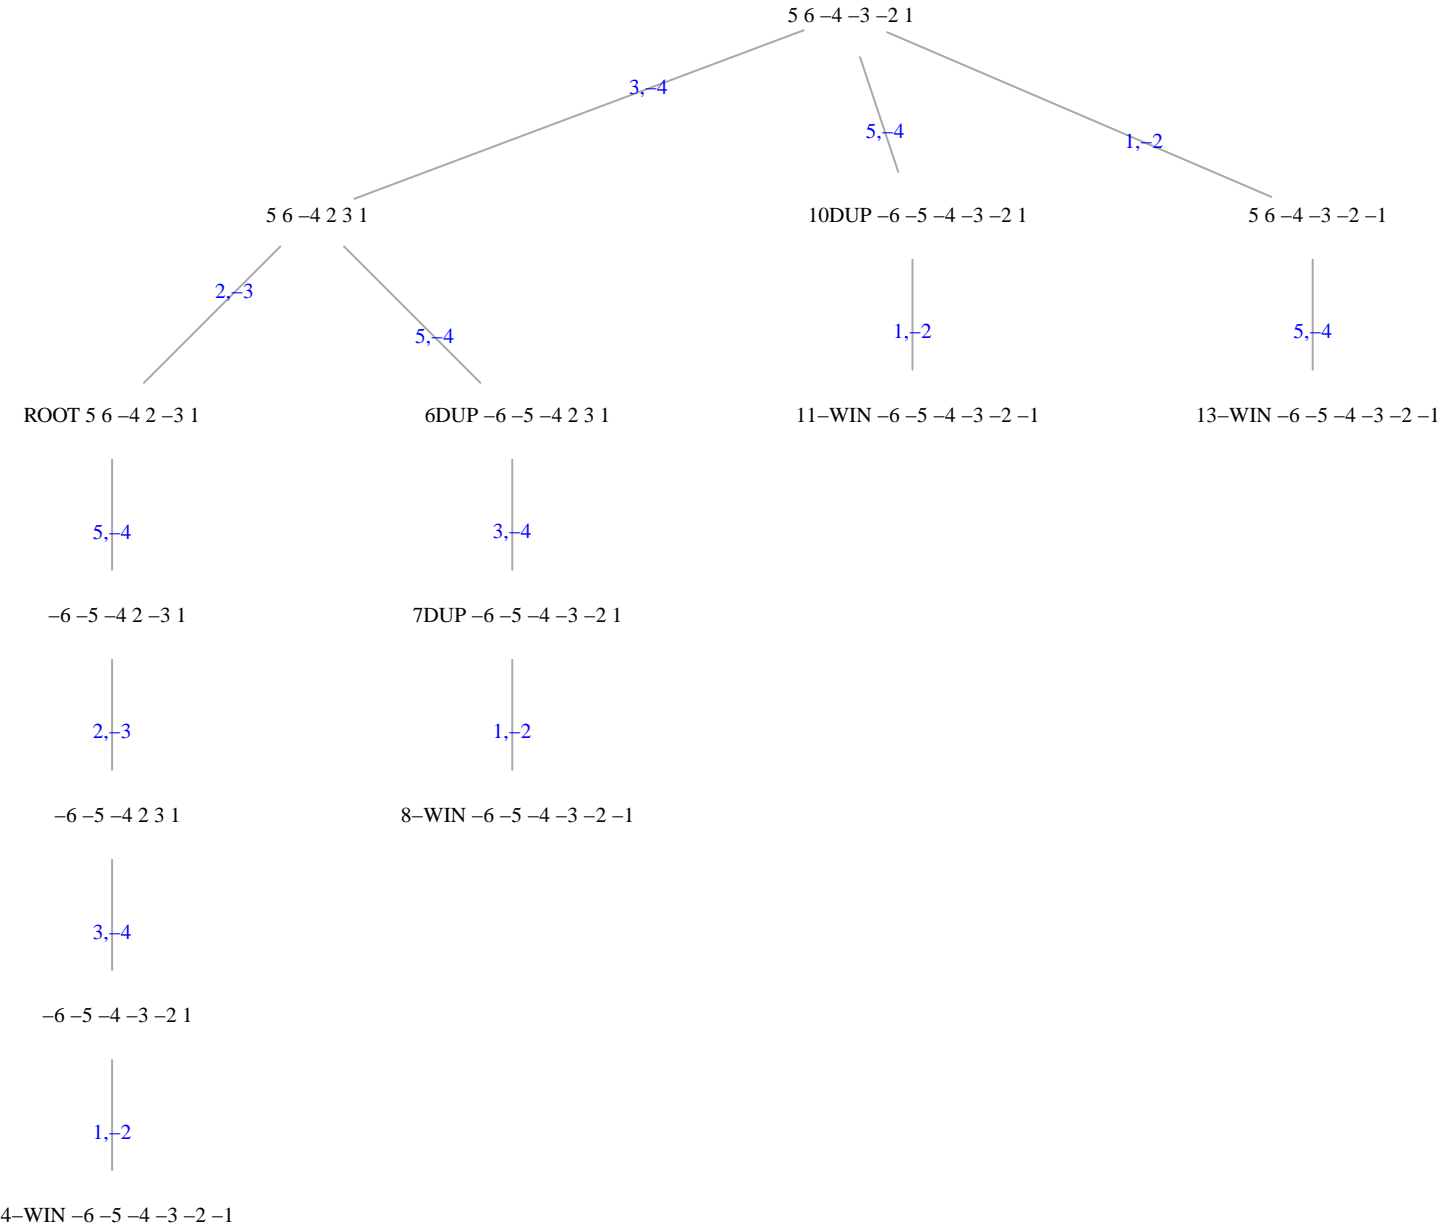 5 6 −4 −3 −2 1
3,−4
5,−4
1,−2
5 6 −4 2 3 1
10DUP −6 −5 −4 −3 −2 1
5 6 −4 −3 −2 −1
2,−3
5,−4
1,−2
5,−4
ROOT 5 6 −4 2 −3 1
6DUP −6 −5 −4 2 3 1
11−WIN −6 −5 −4 −3 −2 −1
13−WIN −6 −5 −4 −3 −2 −1
5,−4
3,−4
−6 −5 −4 2 −3 1
7DUP −6 −5 −4 −3 −2 1
2,−3
1,−2
−6 −5 −4 2 3 1
8−WIN −6 −5 −4 −3 −2 −1
3,−4
−6 −5 −4 −3 −2 1
1,−2
4−WIN −6 −5 −4 −3 −2 −1